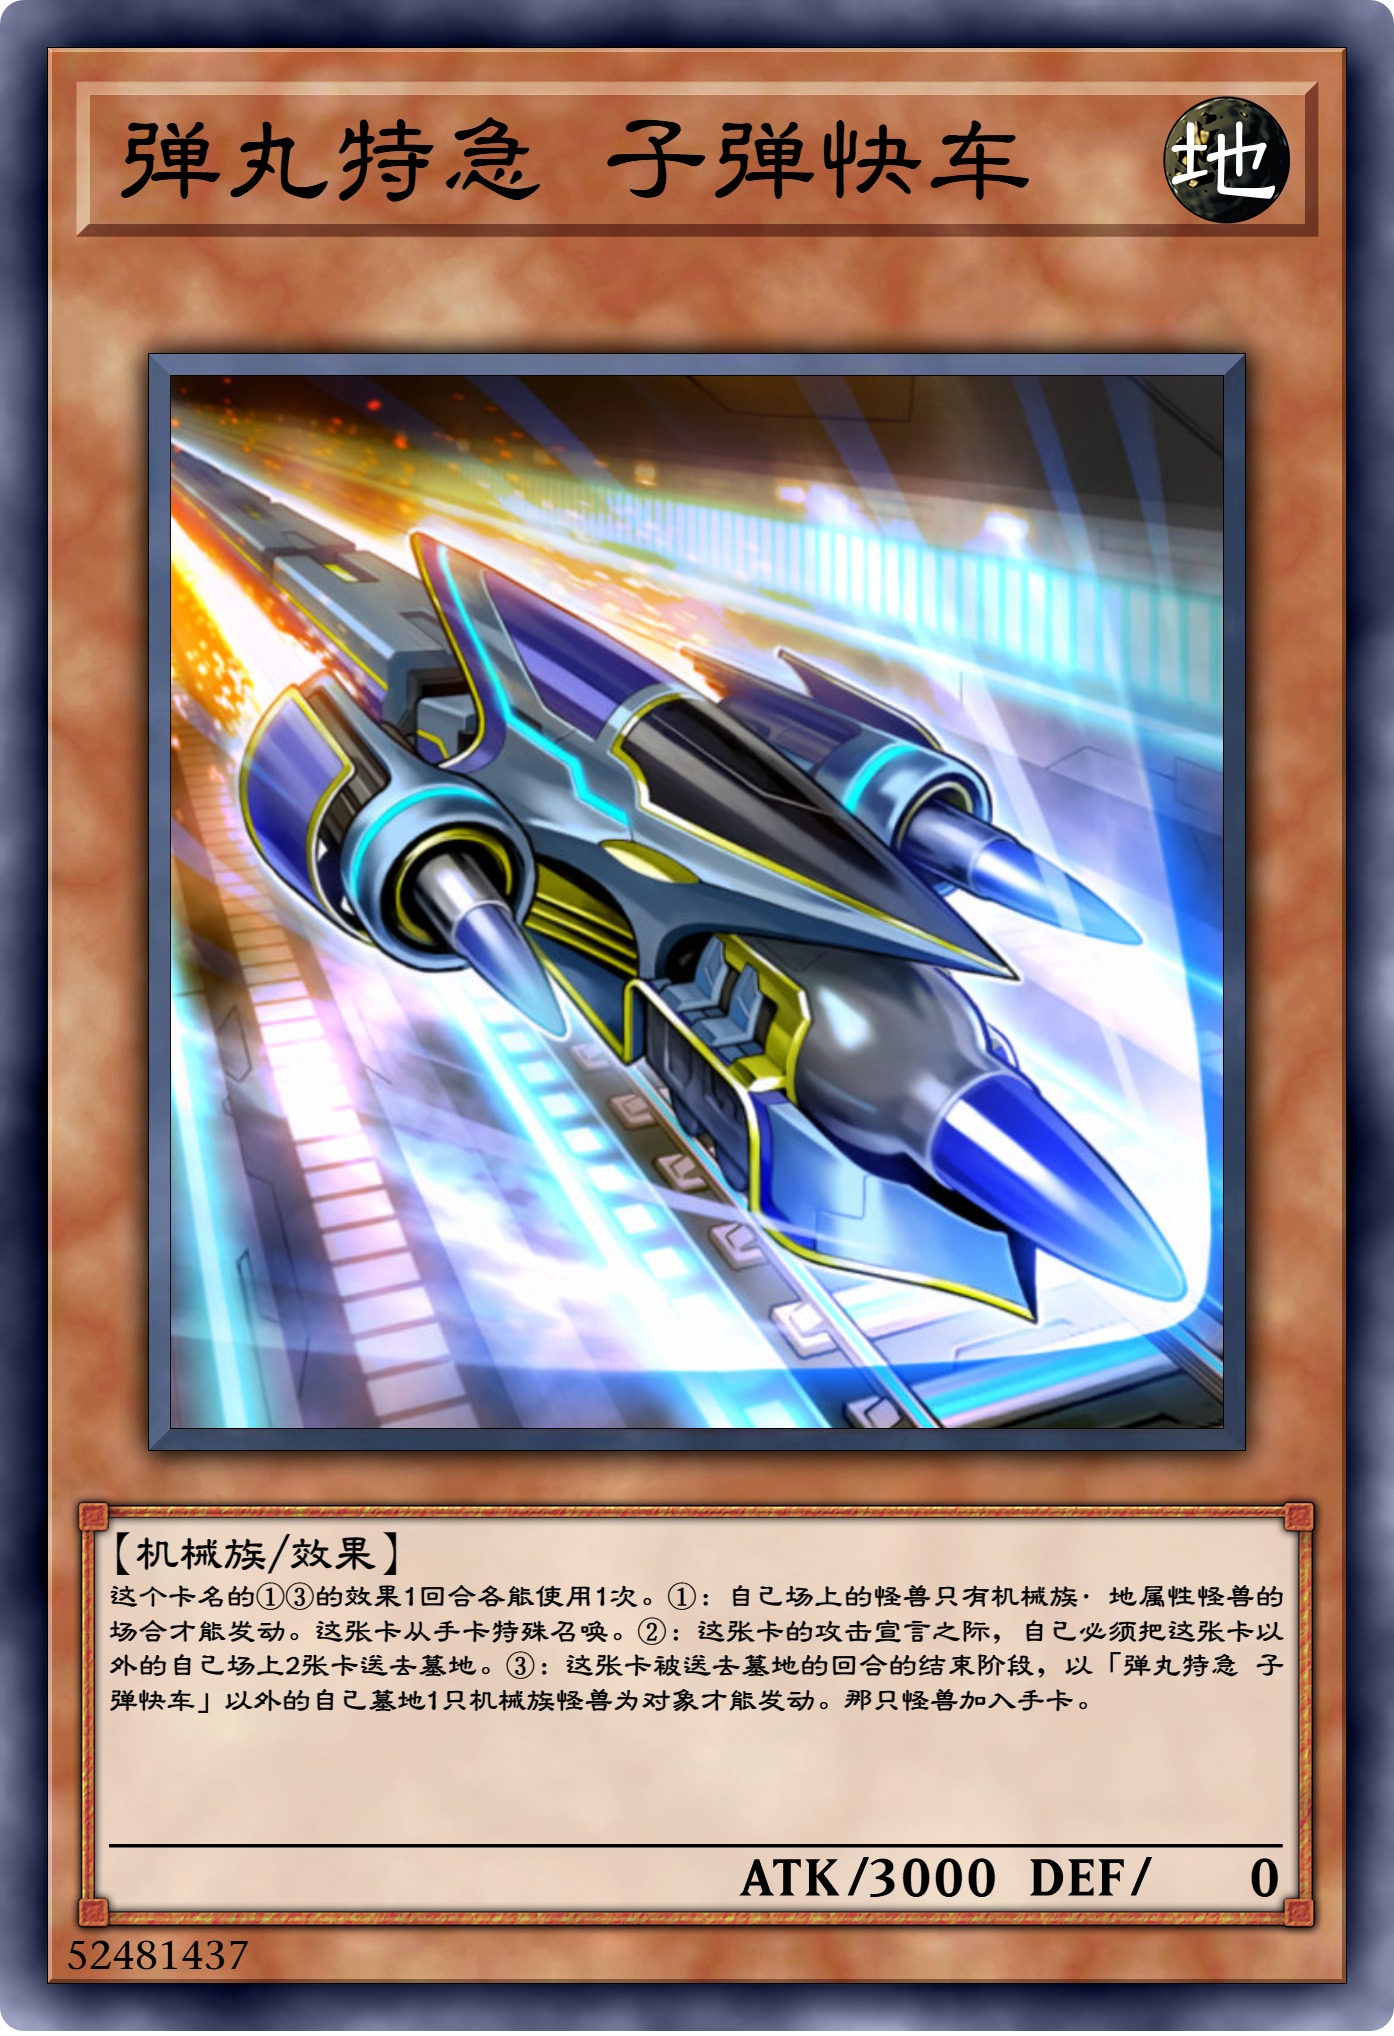 弹丸特急 子弹快车
地
【机械族/效果】
这个卡名的①③的效果1回合各能使用1次。①：自己场上的怪兽只有机械族·地属性怪兽的
场合才能发动。这张卡从手卡特殊召唤。②：这张卡的攻击宣言之际，自己必须把这张卡以
外的自己场上2张卡送去墓地。③：这张卡被送去墓地的回合的结束阶段，以「弹丸特急 子
弹快车」以外的自己墓地1只机械族怪兽为对象才能发动。那只怪兽加入手卡。
ATK/3000 DEF/ 0
52481437